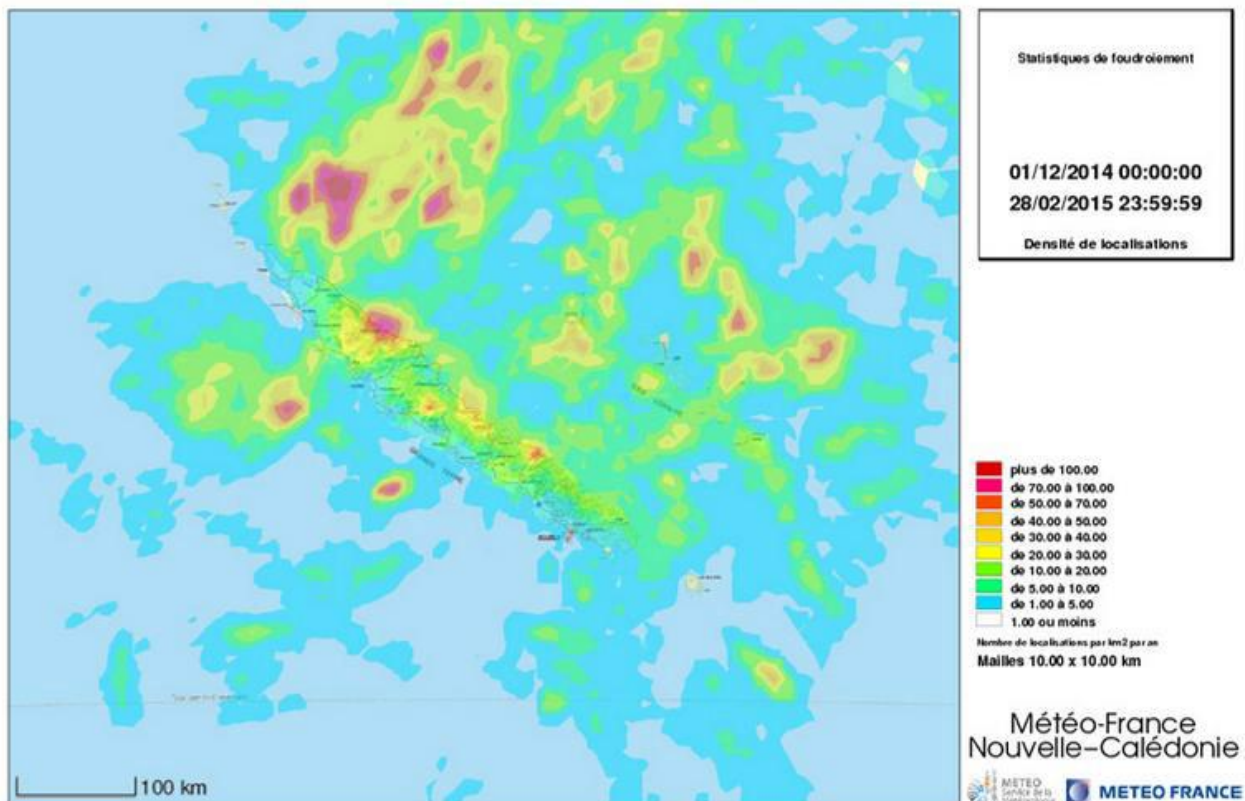 Statistiques de foudroiement
01/12/2014 00:00:00
28/02/2015 23:59:59
Densité de localisations
plus de 100.00
de 70.00 à 100.00
de 50.00 à 70.00
de 40.00 à 50.00
de 30.00 à 40.00
de 20.00 à 30.00
de 10.00 à 20.00
de 5.00 à 10.00
de 1.00 à 5.00
1.00 ou moins
Nombre de localisations par km2 par an
Mailles 10.00 x 10.00 km
100 km
Météo-France
Nouvelle-Calédonie
METEO
Service de la
METEO FRANCE